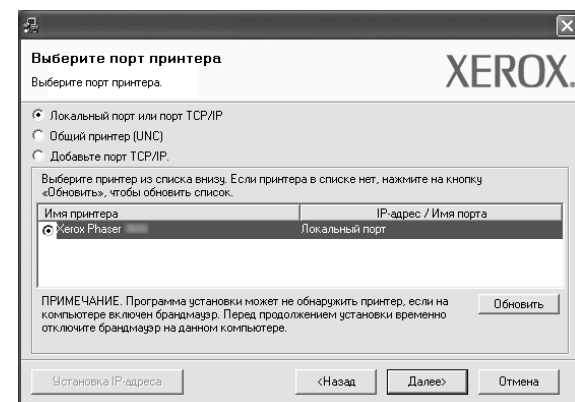 Выберите порт принтера
Выберите порт принтера.
XEROX.
Локальный порт или порт TCP/IP
Общий принтер (UNC)
Добавьте порт TCP/IP.
Выберите принтер из списка внизу. Если принтера в списке нет, нажмите на кнопку
«Обновить», чтобы обновить список.
Имя принтера IP-адрес / Имя порта
Xerox Phaser Локальный порт
ПРИМЕЧАНИЕ. Программа установки может не обнаружить принтер, если на
компьютере включен брандмауэр. Перед продолжением установки временно
отключите брандмауэр на данном компьютере.
Обновить
Установка IP-адреса <Назад Далее> Отмена